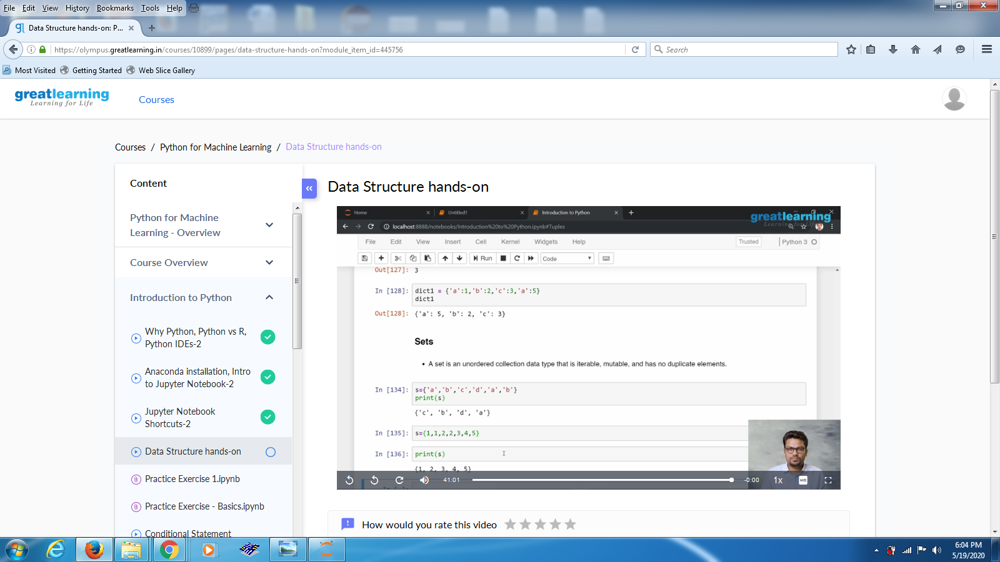 File Edit View History Bookmarks Tools Help
Data Structure hands-on: P...
https://olympus.greatlearning.in/courses/10899/pages/data-structure-hands-on?module_item_id=445756
Search
Most Visited Getting Started Web Slice Gallery
greatlearning
Learning for Life
Courses
Courses / Python for Machine Learning / Data Structure hands-on
Content
Python for Machine
Learning - Overview
Course Overview
Introduction to Python
Why Python, Python vs R,
Python IDEs-2
Anaconda installation, Intro
to Jupyter Notebook-2
Jupyter Notebook
Shortcuts-2
Data Structure hands-on
Practice Exercise 1.ipynb
Practice Exercise - Basics.ipynb
Conditional Statement
Data Structure hands-on
Home Untitled1 Introduction to Python
greatlearning
Learning for Life
localhost:8888/notebooks/Introduction%20to%20Python.ipynb#Tuples
File Edit View Insert Cell Kernel Widgets Help Trusted Python 3
Run Code
Out[127]: 3
In [128]: dict1 = {'a':1,'b':2,'c':3,'a':5}
dict1
Out[128]: {'a': 5, 'b': 2, 'c': 3}
Sets
• A set is an unordered collection data type that is iterable, mutable, and has no duplicate elements.
In [134]: s={'a','b','c','d','a','b'}
print(s)
{'c', 'b', 'd', 'a'}
In [135]: s={1,1,2,2,3,4,5}
In [136]: print(s)
{1, 2, 3, 4, 5}
41:01 -0:00 1x HD
How would you rate this video
6:04 PM
5/19/2020